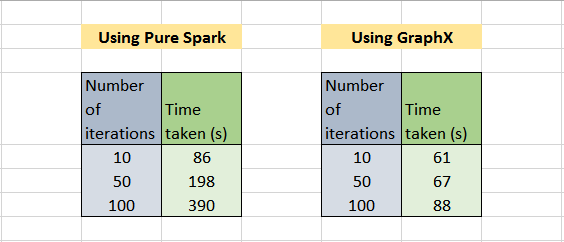 Using Pure Spark
Number
of
iterations
Time
taken (s)
10 86
50 198
100 390
Using GraphX
Number
of
iterations
Time
taken (s)
10 61
50 67
100 88